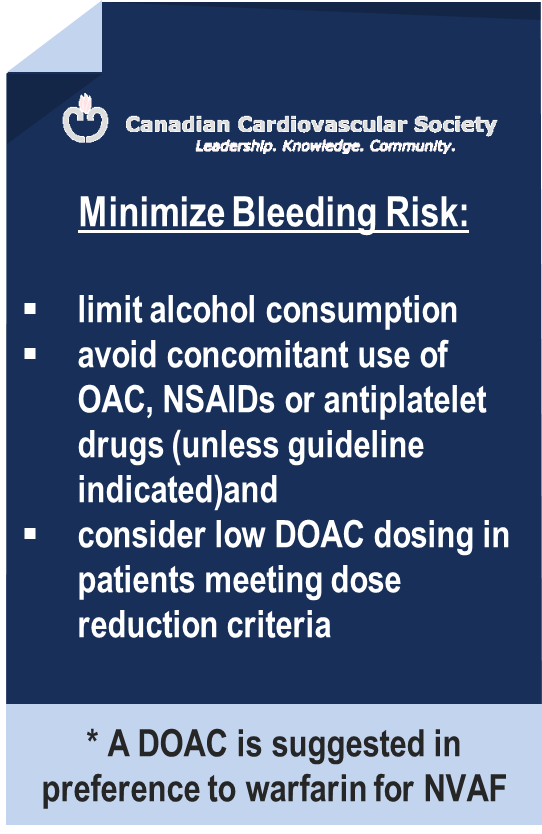 Canadian Cardiovascular Society
Leadership. Knowledge. Community.
Minimize Bleeding Risk:
▪ limit alcohol consumption
▪ avoid concomitant use of
OAC, NSAIDs or antiplatelet
drugs (unless guideline
indicated)and
▪ consider low DOAC dosing in
patients meeting dose
reduction criteria
* A DOAC is suggested in
preference to warfarin for NVAF